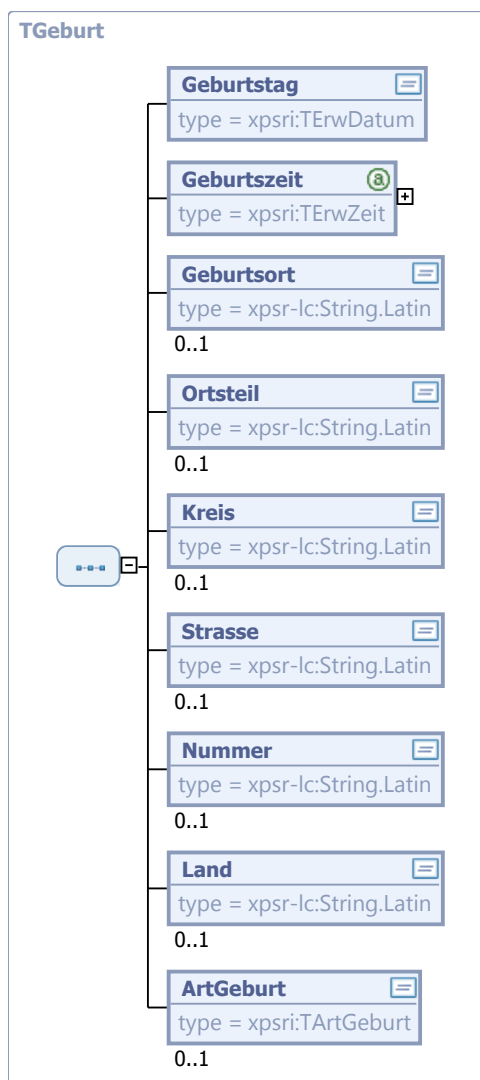 TGeburt
Geburtstag
type = xpsri:TErwDatum
Geburtszeit
a
type = xpsri:TErwZeit
Geburtsort
type = xpsr-lc:String.Latin
0..1
Ortsteil
type = xpsr-lc:String.Latin
0..1
Kreis
type = xpsr-lc:String.Latin
0..1
Strasse
type = xpsr-lc:String.Latin
0..1
Nummer
type = xpsr-lc:String.Latin
0..1
Land
type = xpsr-lc:String.Latin
0..1
ArtGeburt
type = xpsri:TArtGeburt
0..1